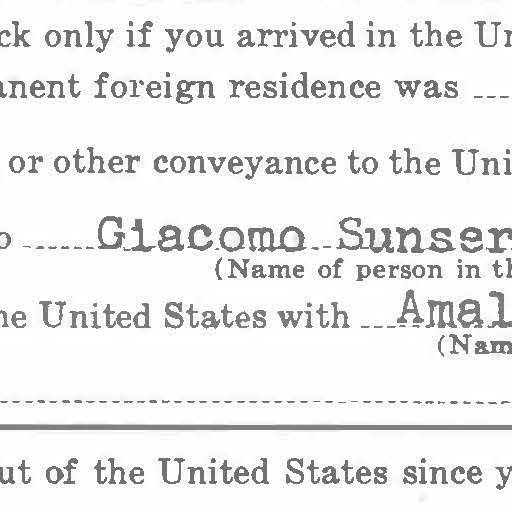 ck only if you arrived in the Un
anent foreign residence was
or other conveyance to the Uni
o Giacomo Sunser
(Name of person in th
he United States with Amal
(Nam
ut of the United States since y